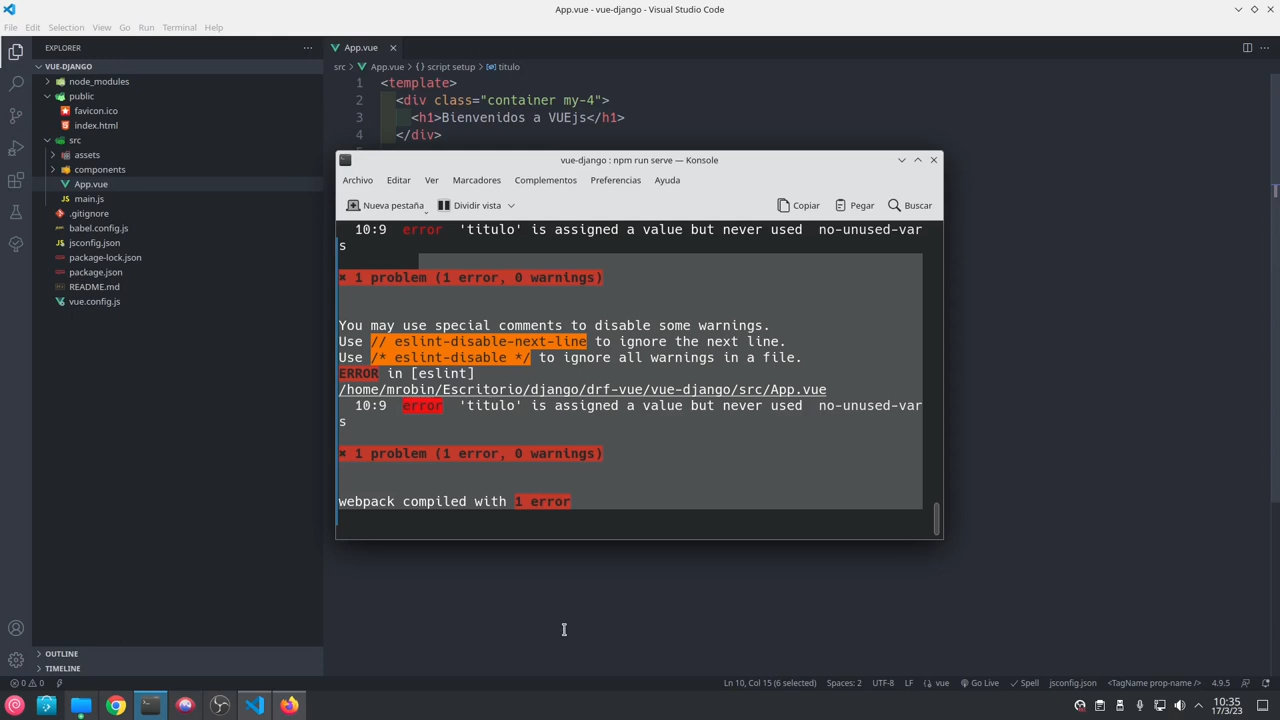 App.vue - vue-django - Visual Studio Code
File Edit Selection View Go Run Terminal Help
EXPLORER
VUE-DJANGO
node_modules
public
favicon.ico
index.html
src
assets
components
App.vue
main.js
.gitignore
babel.config.js
jsconfig.json
package-lock.json
package.json
README.md
vue.config.js
OUTLINE
TIMELINE
App.vue
src > App.vue > {} script setup > titulo
1 <template>
2 <div class="container my-4">
3 <h1>Bienvenidos a VUEjs</h1>
4 </div>
vue-django : npm run serve — Konsole
Archivo Editar Ver Marcadores Complementos Preferencias Ayuda
Nueva pestaña Dividir vista Copiar Pegar Buscar
10:9 error 'titulo' is assigned a value but never used no-unused-var
s
✖ 1 problem (1 error, 0 warnings)
You may use special comments to disable some warnings.
Use // eslint-disable-next-line to ignore the next line.
Use /* eslint-disable */ to ignore all warnings in a file.
ERROR in [eslint]
/home/mrobin/Escritorio/django/drf-vue/vue-django/src/App.vue
10:9 error 'titulo' is assigned a value but never used no-unused-var
s
✖ 1 problem (1 error, 0 warnings)
webpack compiled with 1 error
0 0 Ln 10, Col 15 (6 selected) Spaces: 2 UTF-8 LF {} vue Go Live Spell jsconfig.json <TagName prop-name /> 4.9.5
10:35
17/3/23